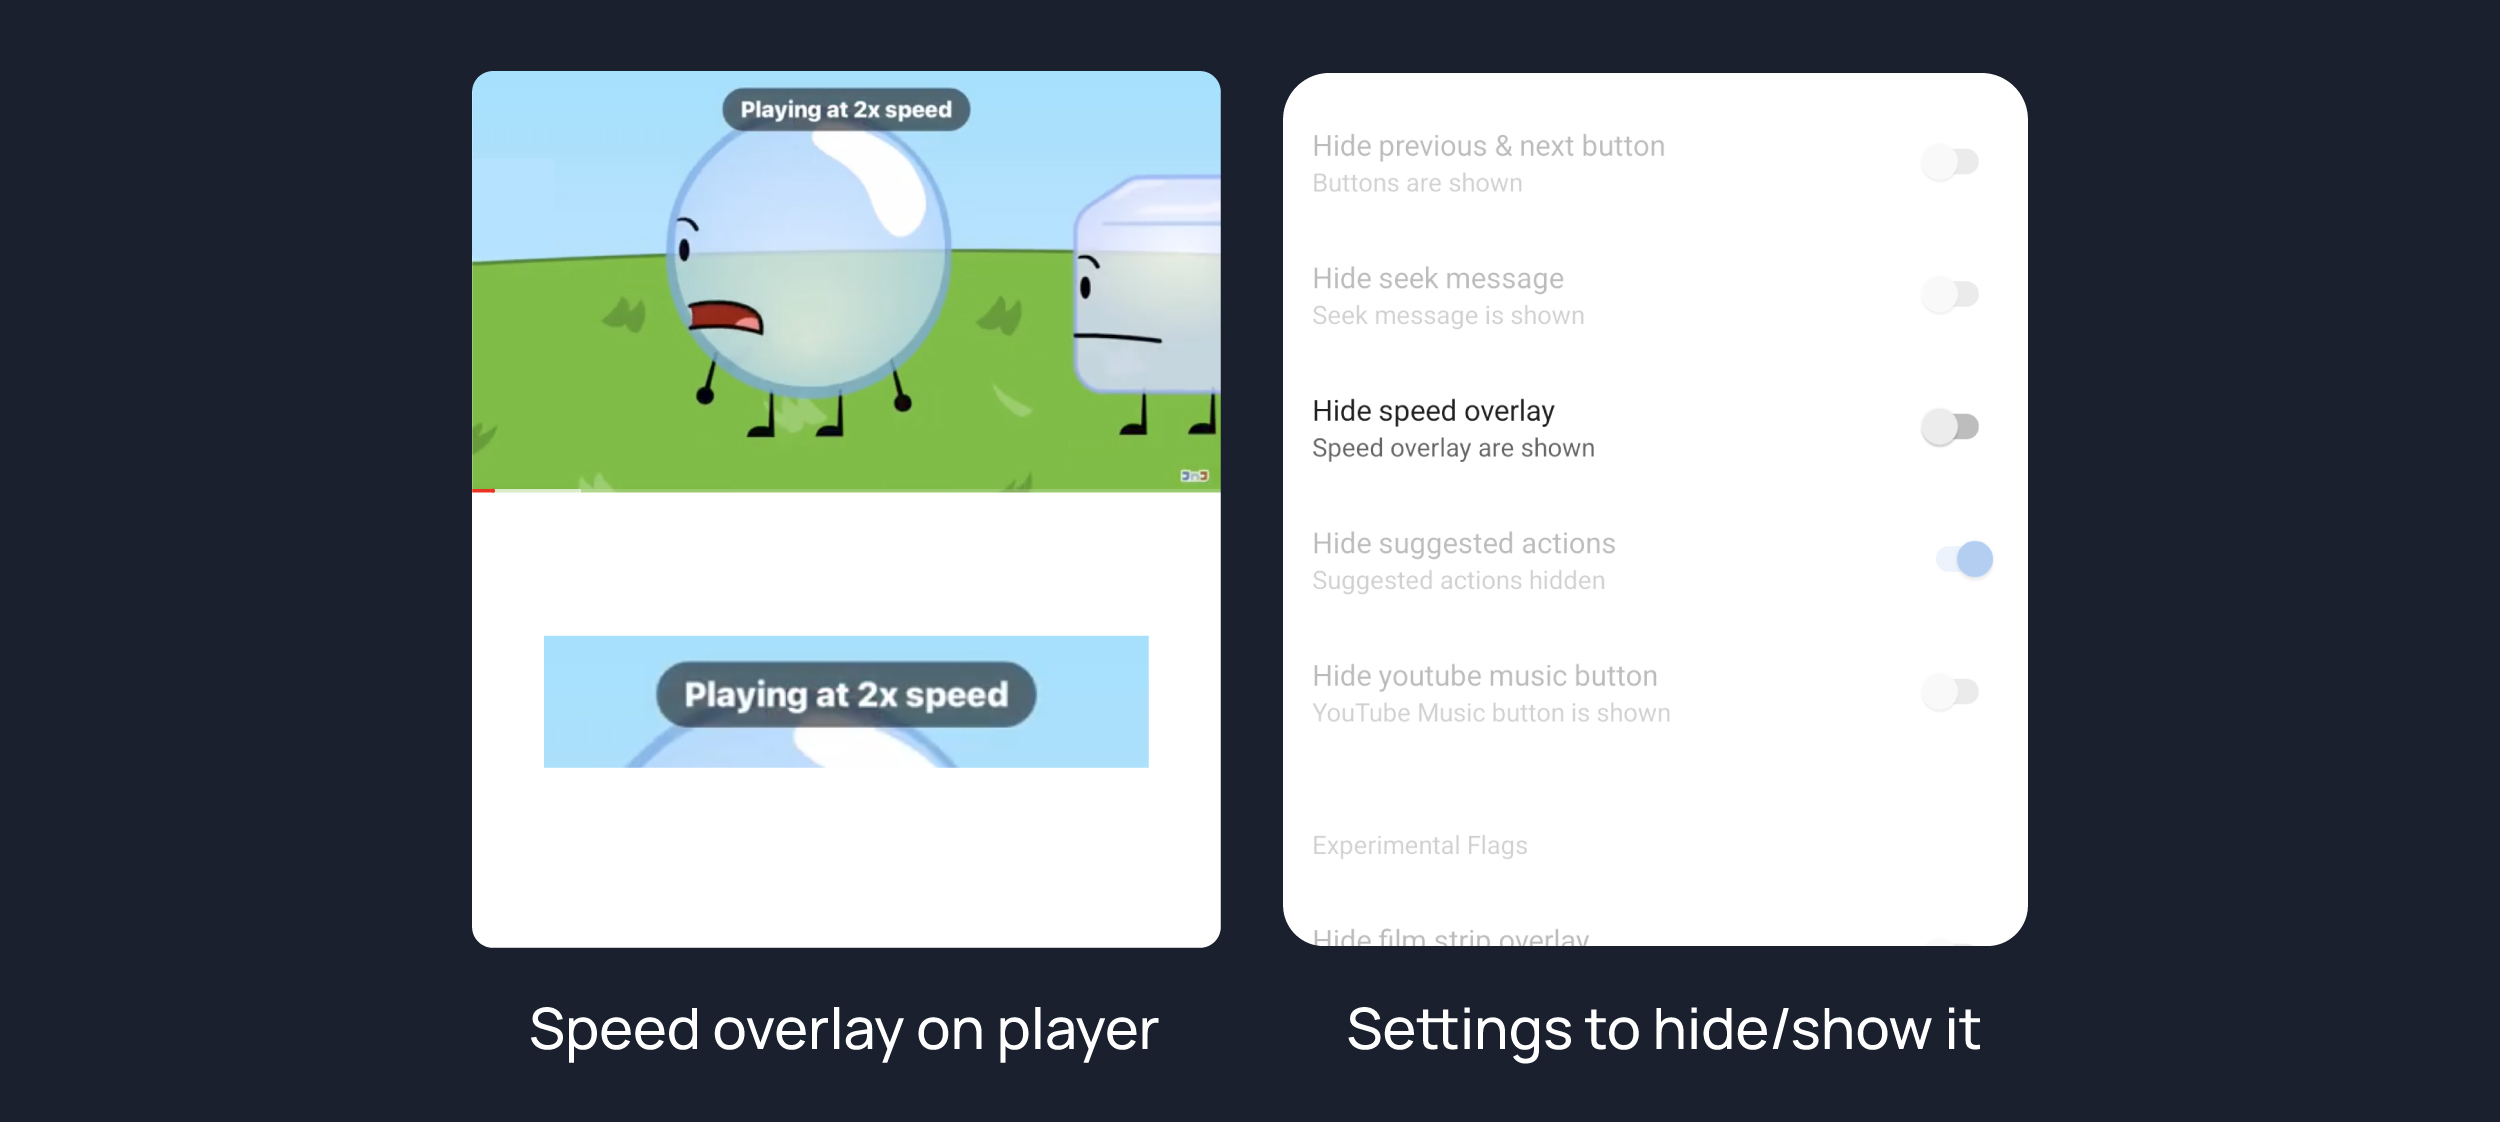 Playing at 2x speed
Playing at 2x speed
Speed overlay on player
Hide previous & next button
Buttons are shown
Hide seek message
Seek message is shown
Hide speed overlay
Speed overlay are shown
Hide suggested actions
Suggested actions hidden
Hide youtube music button
YouTube Music button is shown
Experimental Flags
Hide film strip overlay
Settings to hide/show it